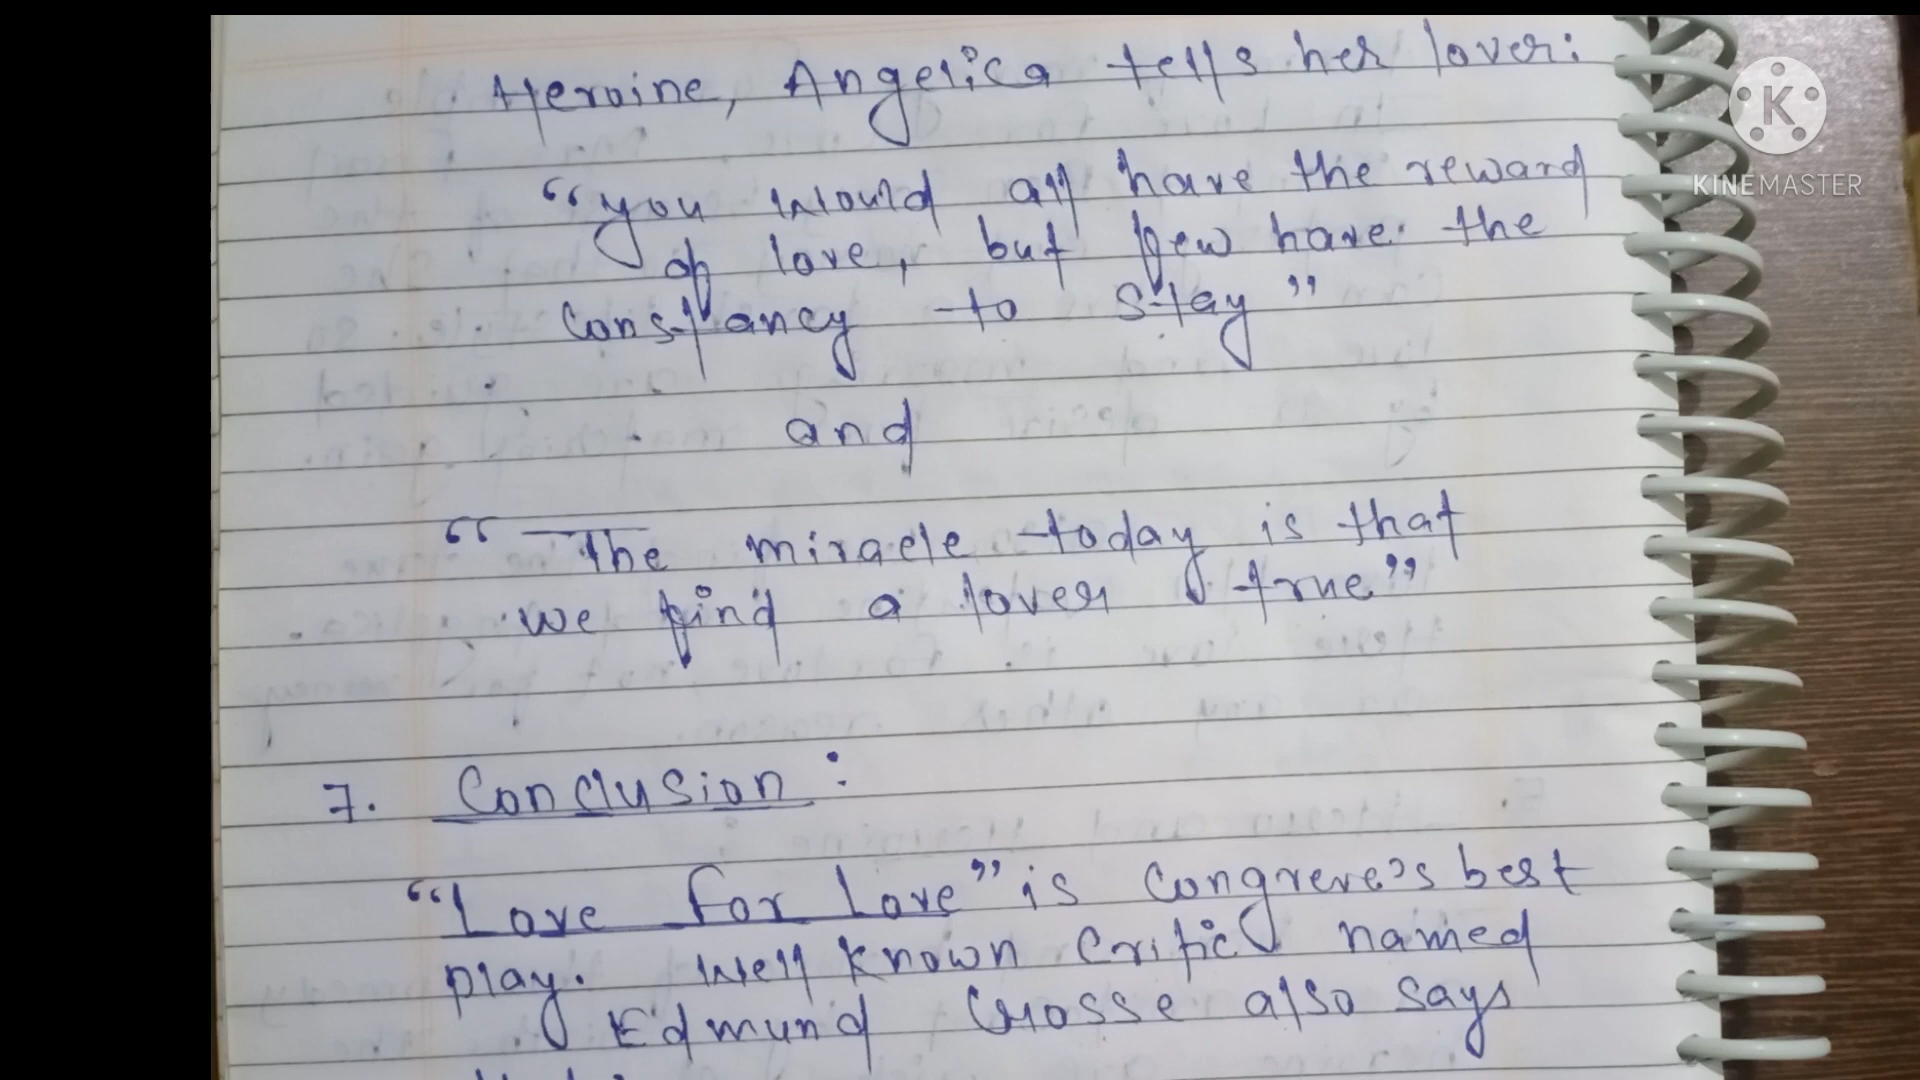 Heroine, Angelica tells her lover:
“you would all have the reward
of love, but few have the
Constancy to stay”
and
“The miracle today is that
we find a lover true”
7. Conclusion:
“Love For Love” is Congreve's best
play. Well known Critic named
Edmund Gosse also says
KINEMASTER